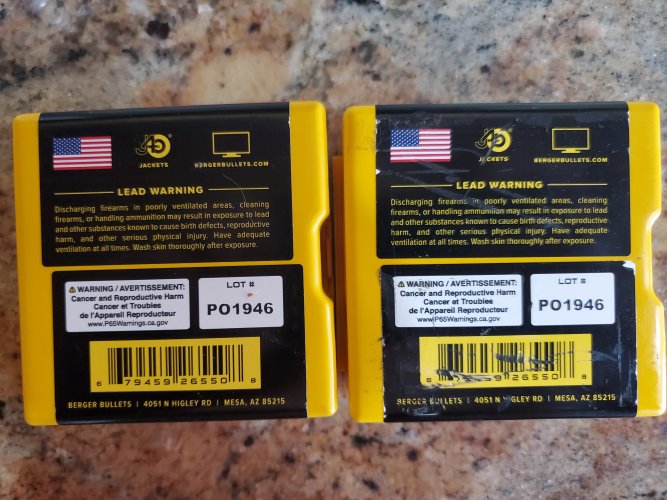 J4
JACKETS
BERGERBULLETS.COM
LEAD WARNING
Discharging firearms in poorly ventilated areas, cleaning
firearms, or handling ammunition may result in exposure to lead
and other substances known to cause birth defects, reproductive
harm, and other serious physical injury. Have adequate
ventilation at all times. Wash skin thoroughly after exposure.
WARNING / AVERTISSEMENT:
Cancer and Reproductive Harm
Cancer et Troubles
de l'Appareil Reproducteur
www.P65Warnings.ca.gov
LOT #
PO1946
6 79459 26550 8
BERGER BULLETS | 4051 N HIGLEY RD | MESA, AZ 85215
J4
JACKETS
BERGERBULLETS.COM
LEAD WARNING
Discharging firearms in poorly ventilated areas, cleaning
firearms, or handling ammunition may result in exposure to lead
and other substances known to cause birth defects, reproductive
harm, and other serious physical injury. Have adequate
ventilation at all times. Wash skin thoroughly after exposure.
WARNING / AVERTISSEMENT:
Cancer and Reproductive Harm
Cancer et Troubles
de l'Appareil Reproducteur
www.P65Warnings.ca.gov
LOT #
PO1946
26550 8
BERGER BULLETS | 4051 N HIGLEY RD | MESA, AZ 85215